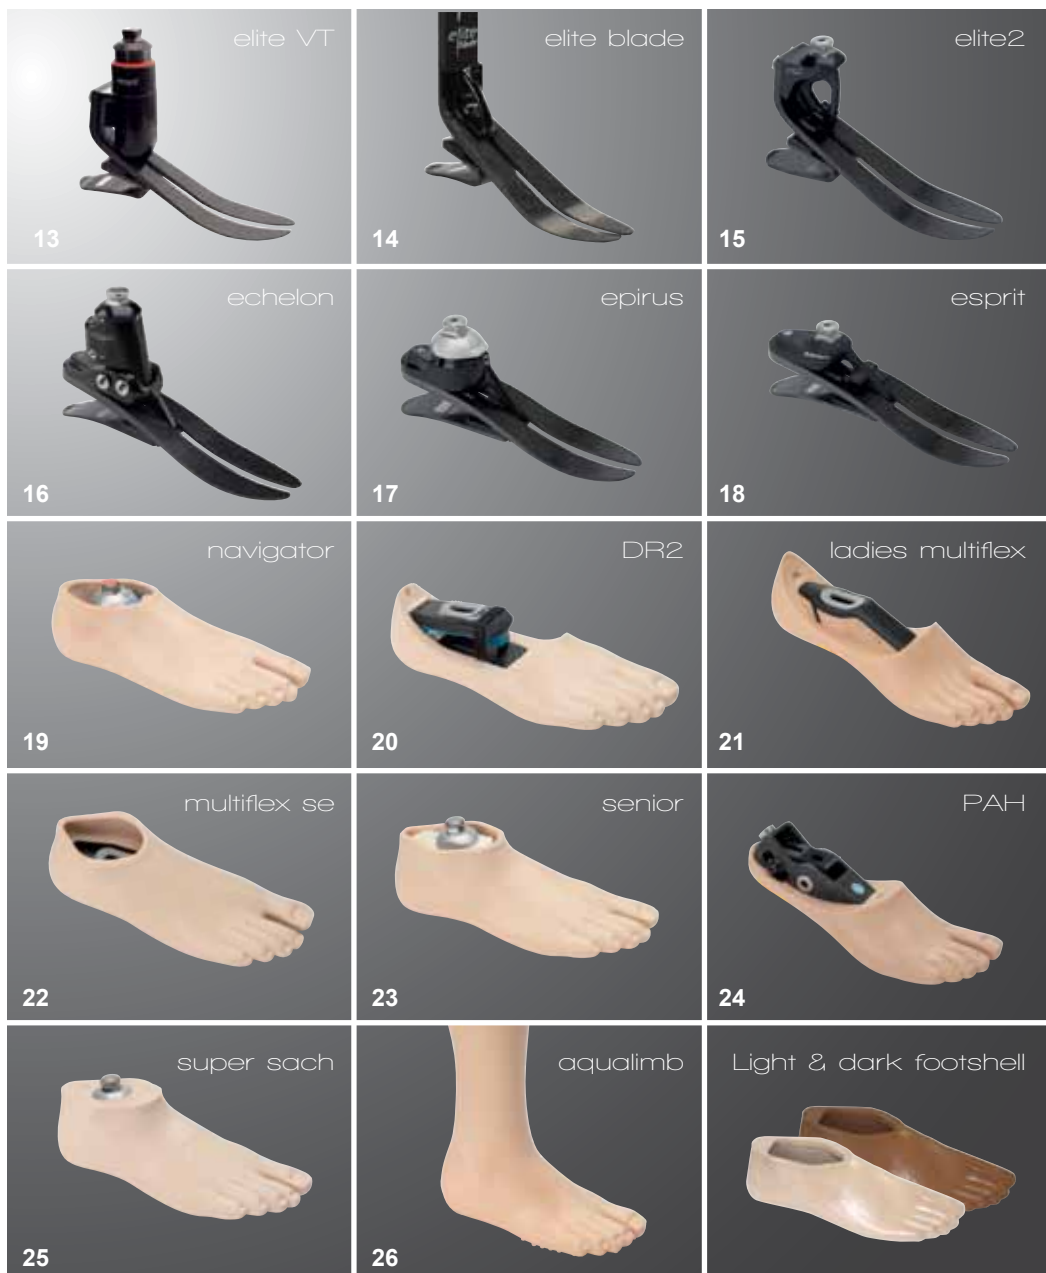 elite VT
13
elite blade
elite
14
elite2
15
echelon
16
epirus
17
esprit
18
navigator
19
DR2
20
ladies multiflex
21
multiflex se
22
senior
23
PAH
24
super sach
25
aqualimb
26
Light & dark footshell